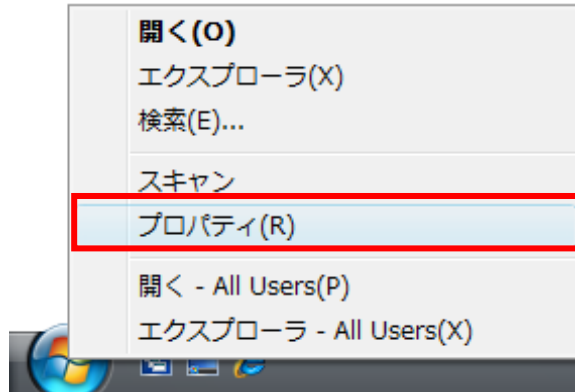 開く(O)
エクスプローラ(X)
検索(E)...
スキャン
プロパティ(R)
開く - All Users(P)
エクスプローラ - All Users(X)